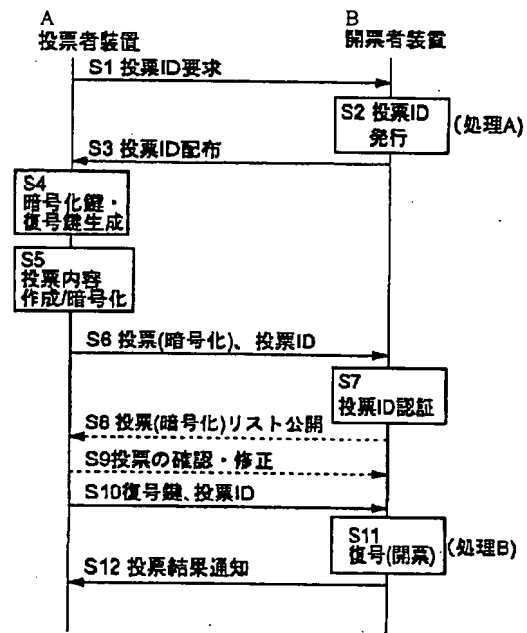 A
投票者装置
B
開票者装置
S1 投票ID要求
S2 投票ID
発行
(処理A)
S3 投票ID配布
S4
暗号化鍵・
復号鍵生成
S5
投票内容
作成/暗号化
S6 投票(暗号化)、投票ID
S7
投票ID認証
S8 投票(暗号化)リスト公開
S9投票の確認・修正
S10復号鍵、投票ID
S11
復号(開票)
(処理B)
S12 投票結果通知